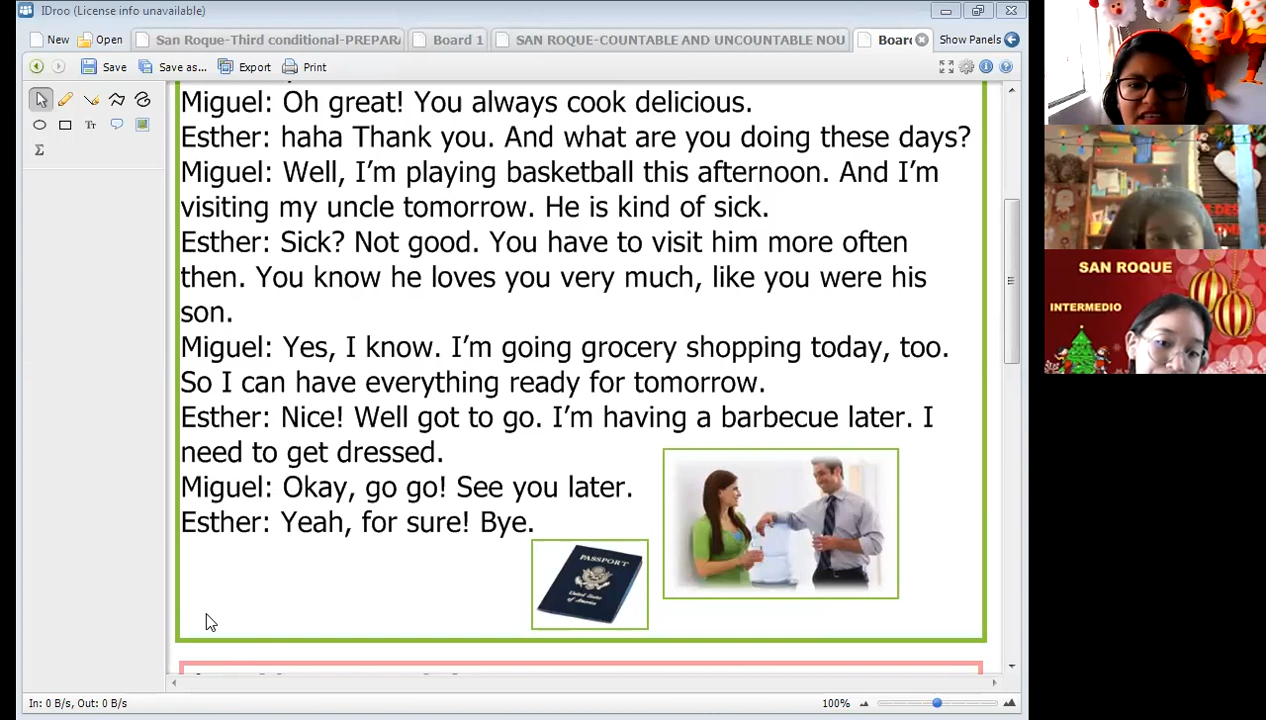 IDroo (License info unavailable)
New Open San Roque-Third conditional-PREPAR Board 1 SAN ROQUE-COUNTABLE AND UNCOUNTABLE NOU Board Show Panels
Save Save as... Export Print
Tt
Σ
Miguel: Oh great! You always cook delicious.
Esther: haha Thank you. And what are you doing these days?
Miguel: Well, I'm playing basketball this afternoon. And I'm
visiting my uncle tomorrow. He is kind of sick.
Esther: Sick? Not good. You have to visit him more often
then. You know he loves you very much, like you were his
son.
Miguel: Yes, I know. I'm going grocery shopping today, too.
So I can have everything ready for tomorrow.
Esther: Nice! Well got to go. I'm having a barbecue later. I
need to get dressed.
Miguel: Okay, go go! See you later.
Esther: Yeah, for sure! Bye.
PASSPORT
United States
of America
In: 0 B/s, Out: 0 B/s
100%
SAN ROQUE
INTERMEDIO